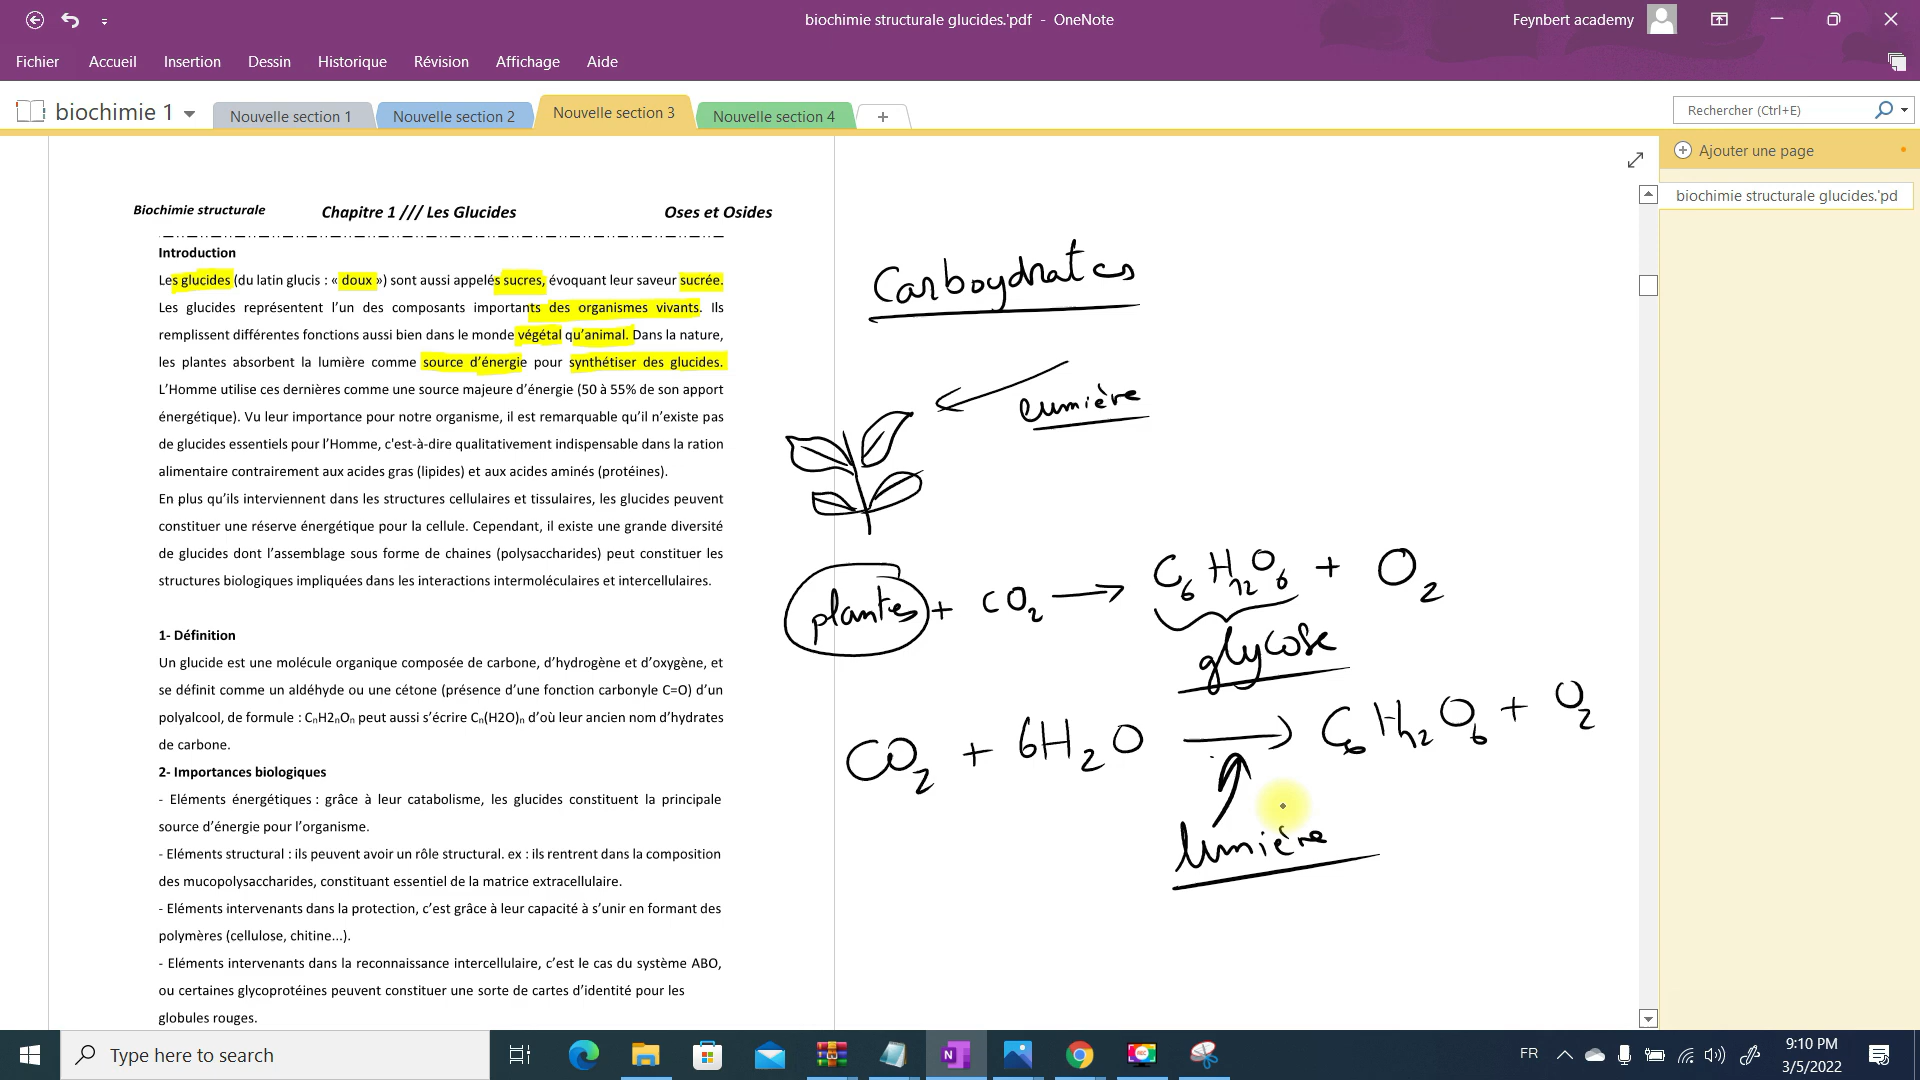 biochimie structurale glucides.'pdf - OneNote
Feynbert academy
Fichier Accueil Insertion Dessin Historique Révision Affichage Aide
biochimie 1
Nouvelle section 1
Nouvelle section 2
Nouvelle section 3
Nouvelle section 4
+
Rechercher (Ctrl+E)
Ajouter une page
biochimie structurale glucides.'pd
Biochimie structurale Chapitre 1 /// Les Glucides Oses et Osides
Introduction
Les glucides (du latin glucis : « doux ») sont aussi appelés sucres, évoquant leur saveur sucrée.
Les glucides représentent l’un des composants importants des organismes vivants. Ils
remplissent différentes fonctions aussi bien dans le monde végétal qu’animal. Dans la nature,
les plantes absorbent la lumière comme source d’énergie pour synthétiser des glucides.
L’Homme utilise ces dernières comme une source majeure d’énergie (50 à 55% de son apport
énergétique). Vu leur importance pour notre organisme, il est remarquable qu’il n’existe pas
de glucides essentiels pour l’Homme, c'est-à-dire qualitativement indispensable dans la ration
alimentaire contrairement aux acides gras (lipides) et aux acides aminés (protéines).
En plus qu’ils interviennent dans les structures cellulaires et tissulaires, les glucides peuvent
constituer une réserve énergétique pour la cellule. Cependant, il existe une grande diversité
de glucides dont l’assemblage sous forme de chaines (polysaccharides) peut constituer les
structures biologiques impliquées dans les interactions intermoléculaires et intercellulaires.
1- Définition
Un glucide est une molécule organique composée de carbone, d’hydrogène et d’oxygène, et
se définit comme un aldéhyde ou une cétone (présence d’une fonction carbonyle C=O) d’un
polyalcool, de formule : CₙH2ₙOₙ peut aussi s’écrire Cₙ(H2O)ₙ d’où leur ancien nom d’hydrates
de carbone.
2- Importances biologiques
- Eléments énergétiques : grâce à leur catabolisme, les glucides constituent la principale
source d’énergie pour l’organisme.
- Eléments structural : ils peuvent avoir un rôle structural. ex : ils rentrent dans la composition
des mucopolysaccharides, constituant essentiel de la matrice extracellulaire.
- Eléments intervenants dans la protection, c’est grâce à leur capacité à s’unir en formant des
polymères (cellulose, chitine...).
- Eléments intervenants dans la reconnaissance intercellulaire, c’est le cas du système ABO,
ou certaines glycoprotéines peuvent constituer une sorte de cartes d’identité pour les
globules rouges.
Carboydrates
lumière
plantes + CO₂ → C₆H₁₂O₆ + O₂
glycose
CO₂ + 6H₂O → C₆H₁₂O₆ + O₂
lumière
Type here to search
FR
9:10 PM
3/5/2022